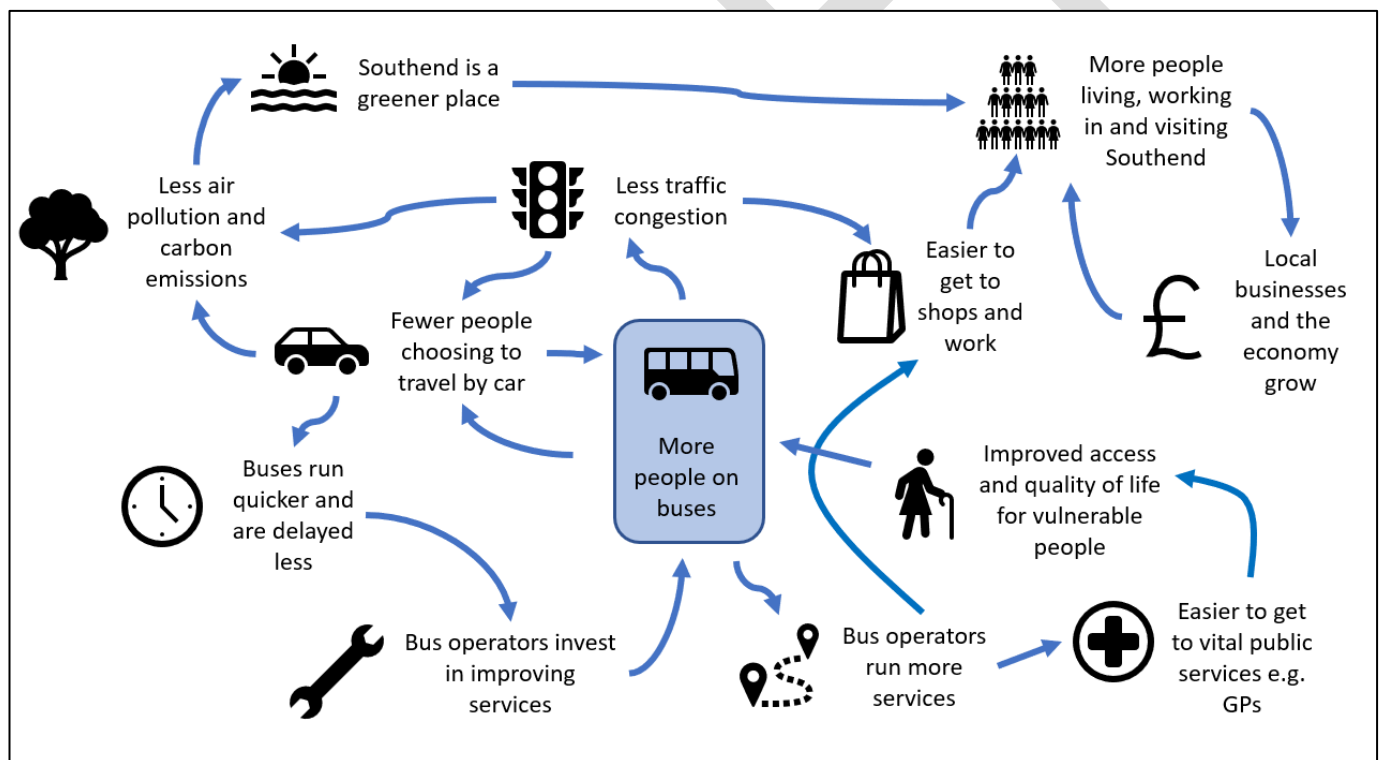 Southend is a
greener place
More people
living, working
in and visiting
Southend
Less air
pollution and
carbon
emissions
Less traffic
congestion
Easier to
get to
shops and
work
Local
businesses
and the
economy
grow
Fewer people
choosing to
travel by car
More
people on
buses
Buses run
quicker and
are delayed
less
Improved access
and quality of life
for vulnerable
people
Bus operators invest
in improving
services
Bus operators
run more
services
Easier to get
to vital public
services e.g.
GPs